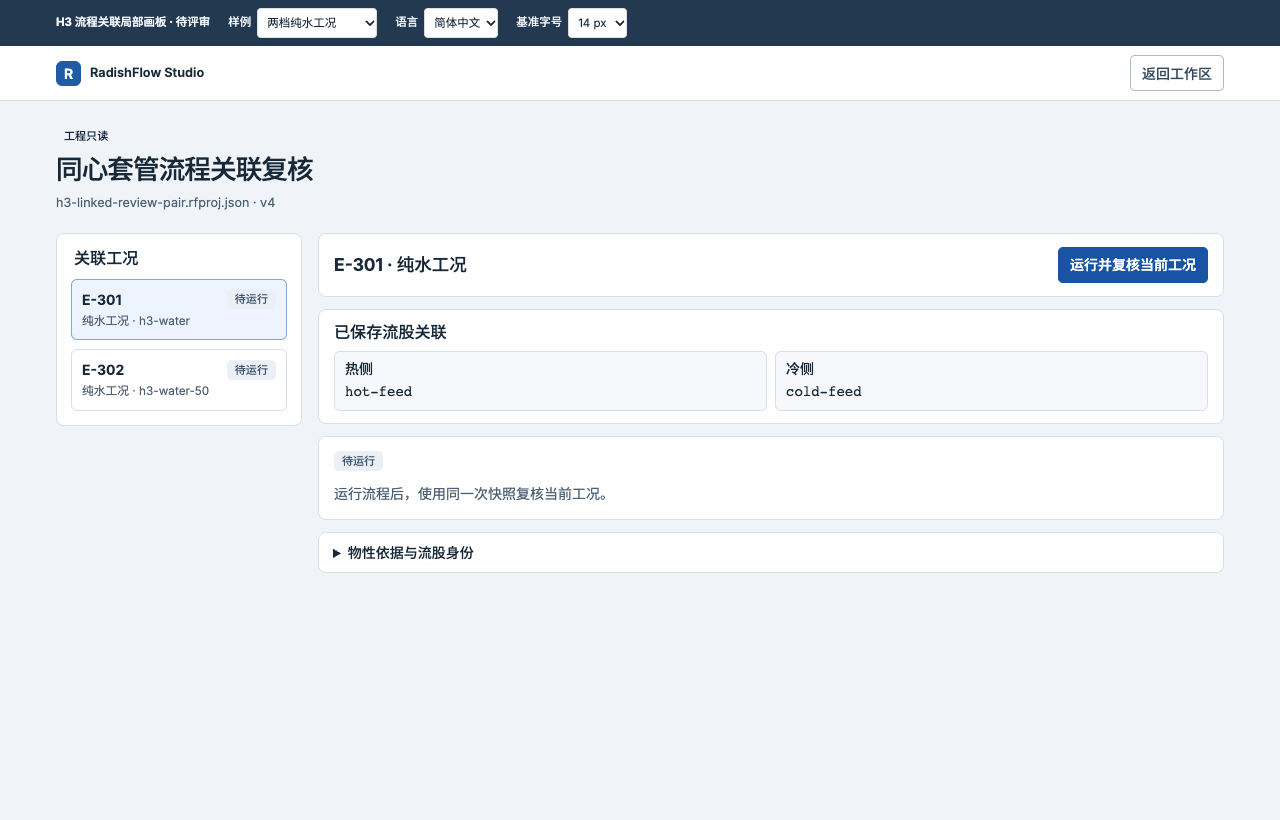 H3 流程关联局部画板 · 待评审 样例 两档纯水工况 语言 简体中文 基准字号 14 px
R RadishFlow Studio 返回工作区
工程只读
同心套管流程关联复核
h3-linked-review-pair.rfproj.json · v4
关联工况
E-301 待运行
纯水工况 · h3-water
E-302 待运行
纯水工况 · h3-water-50
E-301 · 纯水工况 运行并复核当前工况
已保存流股关联
热侧
hot-feed
冷侧
cold-feed
待运行
运行流程后，使用同一次快照复核当前工况。
物性依据与流股身份